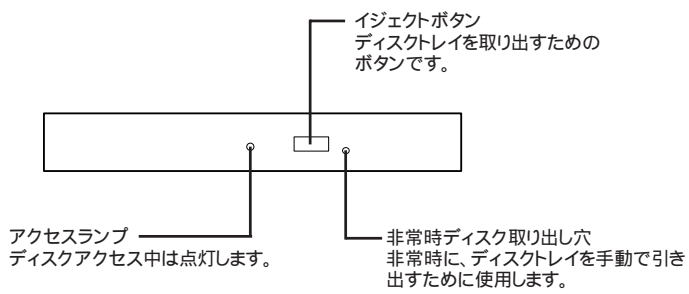 イジェクトボタン
ディスクトレイを取り出すための
ボタンです。
アクセスランプ
ディスクアクセス中は点灯します。
非常時ディスク取り出し穴
非常時に、ディスクトレイを手動で引き
出すために使用します。